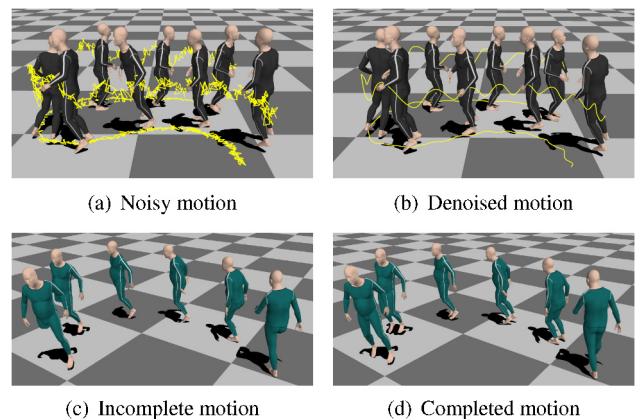 (a) Noisy motion
(b) Denoised motion
(c) Incomplete motion
(d) Completed motion